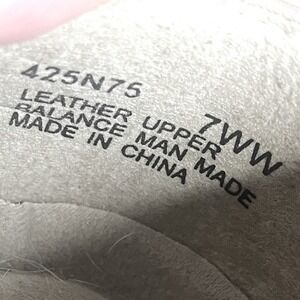 425N75 7WW
LEATHER UPPER
BALANCE MAN MADE
MADE IN CHINA